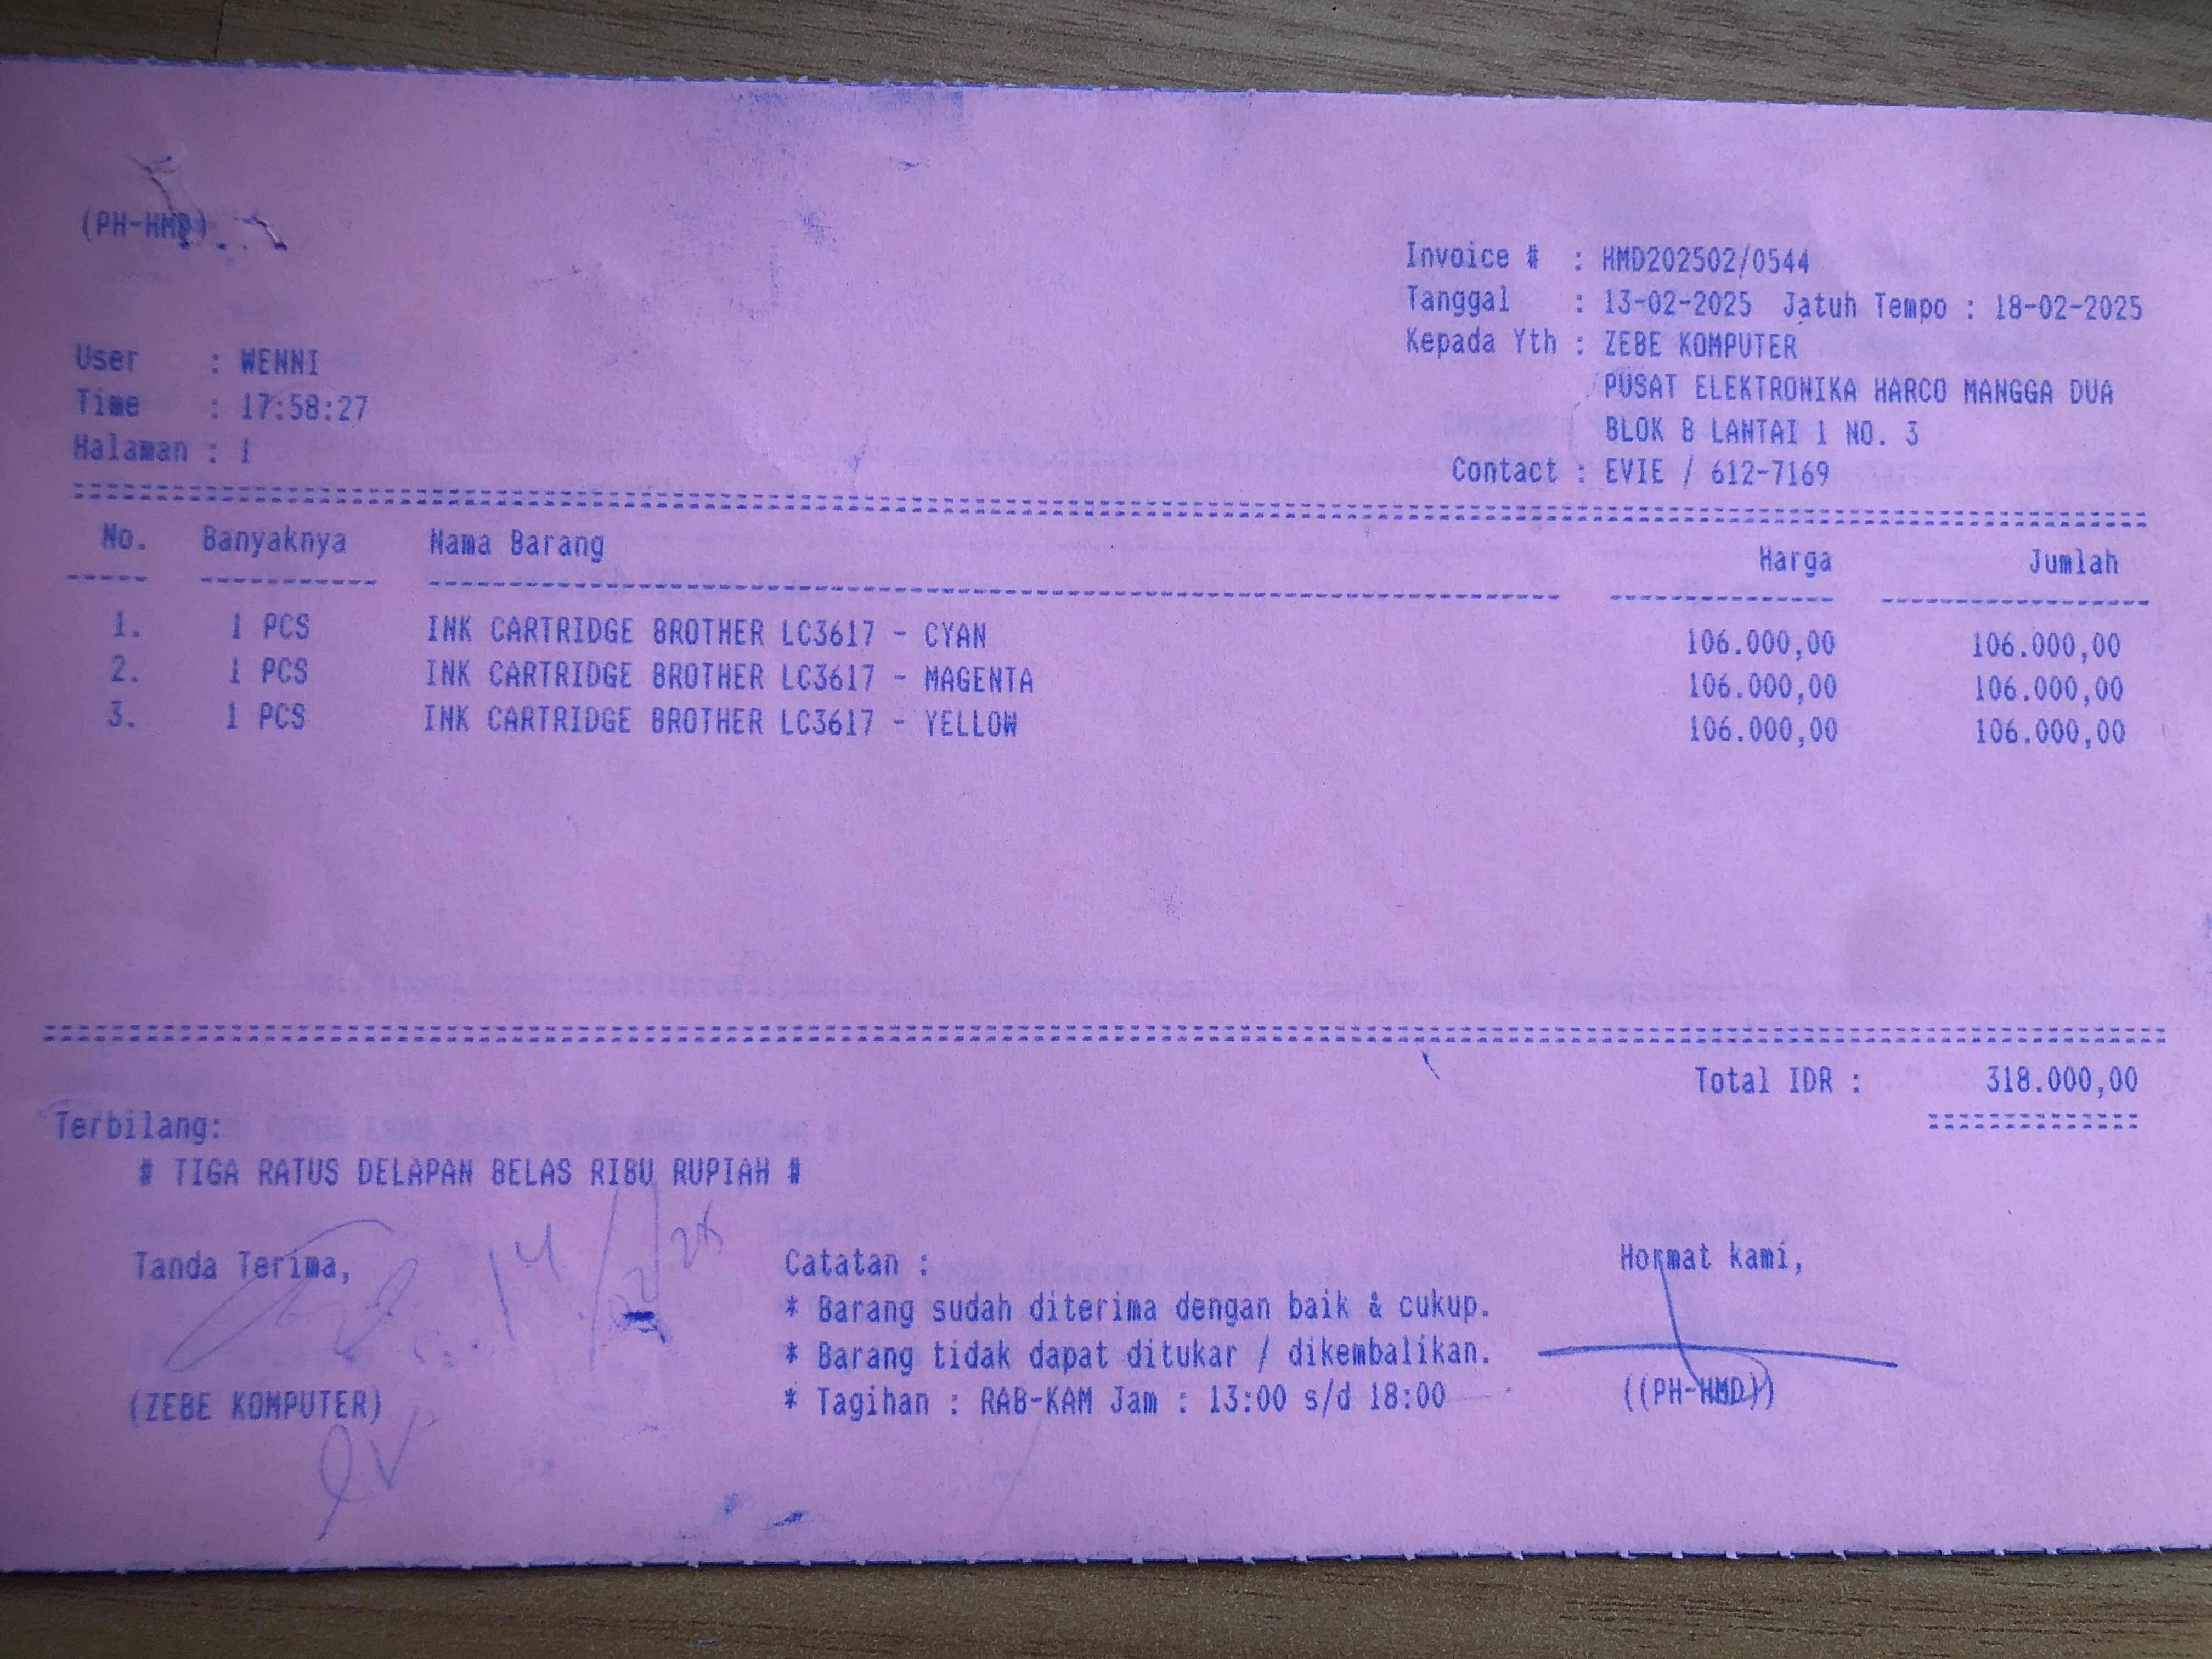 (PH-HMD)
Invoice # : HMD202502/0544
Tanggal : 13-02-2025 Jatuh Tempo : 18-02-2025
Kepada Yth : ZEBE KOMPUTER
PUSAT ELEKTRONIKA HARCO MANGGA DUA
BLOK B LANTAI 1 NO. 3
Contact : EVIE / 612-7169
User : WENNI
Time : 17:58:27
Halaman : 1
No. Banyaknya Nama Barang Harga Jumlah
1. 1 PCS INK CARTRIDGE BROTHER LC3617 - CYAN 106.000,00 106.000,00
2. 1 PCS INK CARTRIDGE BROTHER LC3617 - MAGENTA 106.000,00 106.000,00
3. 1 PCS INK CARTRIDGE BROTHER LC3617 - YELLOW 106.000,00 106.000,00
Total IDR : 318.000,00
Terbilang:
# TIGA RATUS DELAPAN BELAS RIBU RUPIAH #
Tanda Terima,
14/02/25
(ZEBE KOMPUTER)
Catatan :
* Barang sudah diterima dengan baik & cukup.
* Barang tidak dapat ditukar / dikembalikan.
* Tagihan : RAB-KAM Jam : 13:00 s/d 18:00
Hormat kami,
((PH-HMD))